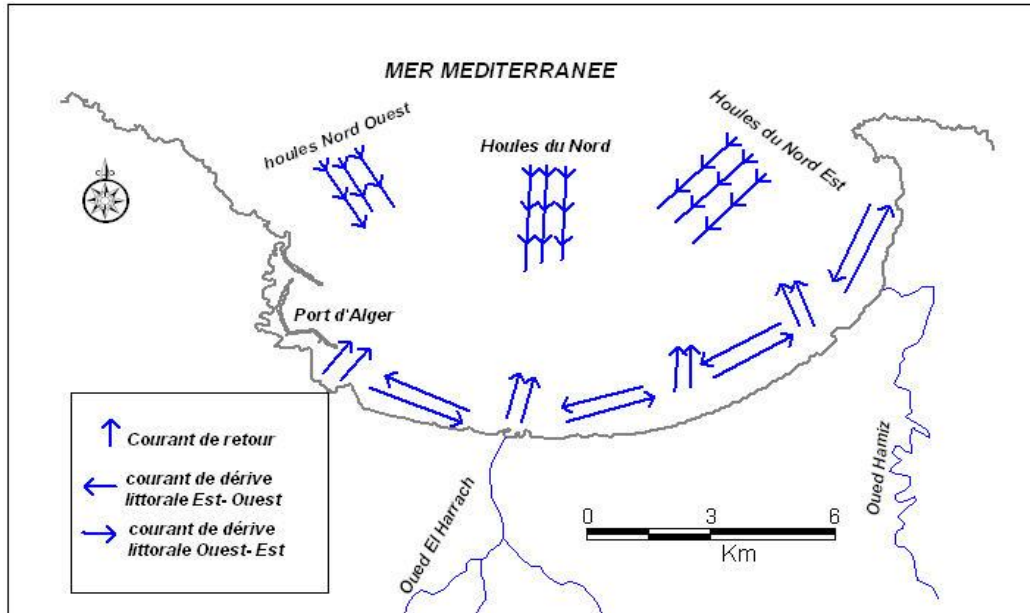 MER MEDITERRANEE
houles Nord Ouest
Houles du Nord
Houles du Nord Est
Port d'Alger
Courant de retour
courant de dérive
littorale Est- Ouest
courant de dérive
littorale Ouest- Est
Oued El Harrach
Oued Hamiz
0 3 6
Km